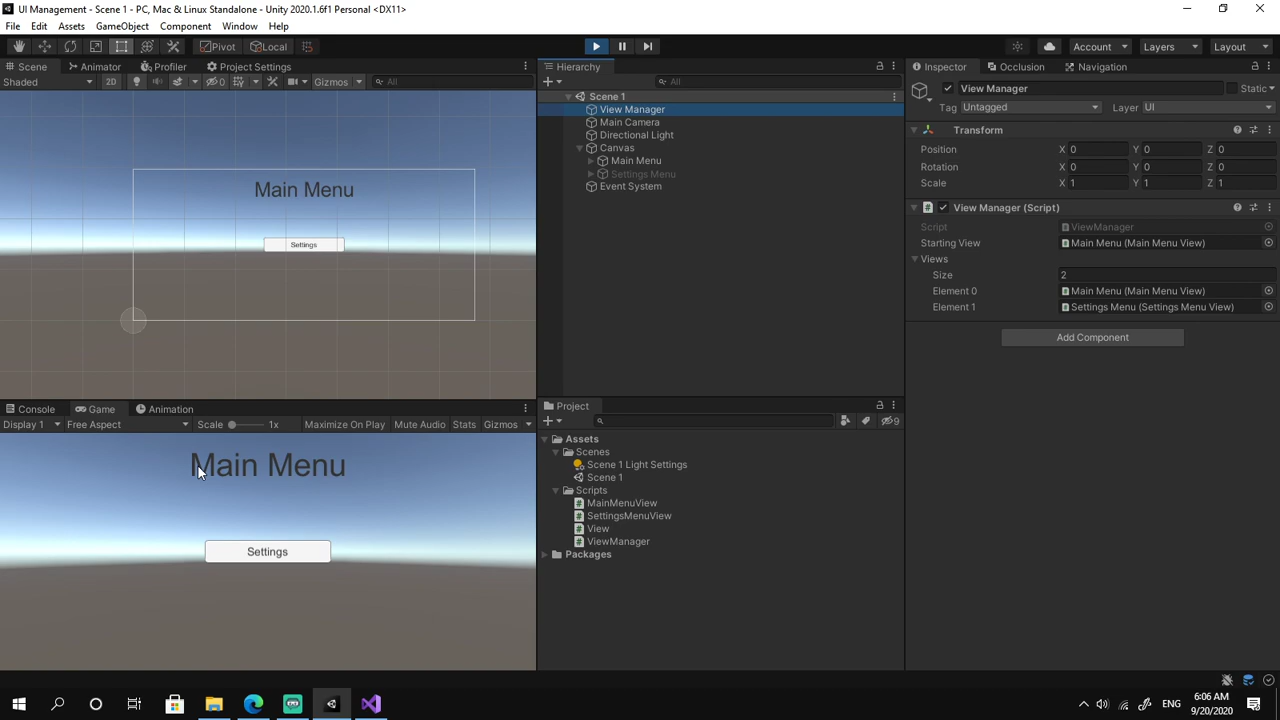 UI Management - Scene 1 - PC, Mac & Linux Standalone - Unity 2020.1.6f1 Personal <DX11>
File Edit Assets GameObject Component Window Help
Pivot Local Account Layers Layout
Scene Animator Profiler Project Settings
Shaded 2D 0 Gizmos All
Main Menu
Settings
Hierarchy
All
Scene 1
View Manager
Main Camera
Directional Light
Canvas
Main Menu
Settings Menu
Event System
Inspector Occlusion Navigation
View Manager Static
Tag Untagged Layer UI
Transform
Position X 0 Y 0 Z 0
Rotation X 0 Y 0 Z 0
Scale X 1 Y 1 Z 1
View Manager (Script)
Script ViewManager
Starting View Main Menu (Main Menu View)
Views
Size 2
Element 0 Main Menu (Main Menu View)
Element 1 Settings Menu (Settings Menu View)
Add Component
Console Game Animation
Display 1 Free Aspect Scale 1x Maximize On Play Mute Audio Stats Gizmos
Main Menu
Settings
Project
9
Assets
Scenes
Scene 1 Light Settings
Scene 1
Scripts
MainMenuView
SettingsMenuView
View
ViewManager
Packages
ENG 6:06 AM
9/20/2020